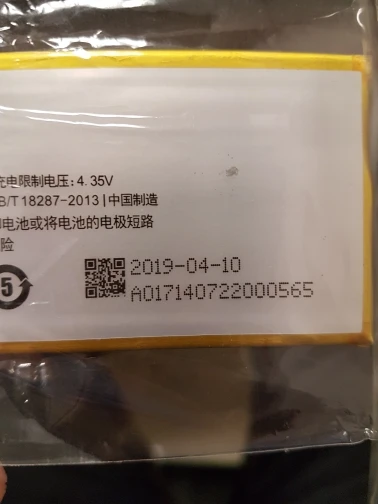 充电限制电压: 4.35V
B/T 18287-2013 | 中国制造
电池或将电池的电极短路
险
5
2019-04-10
A017140722000565